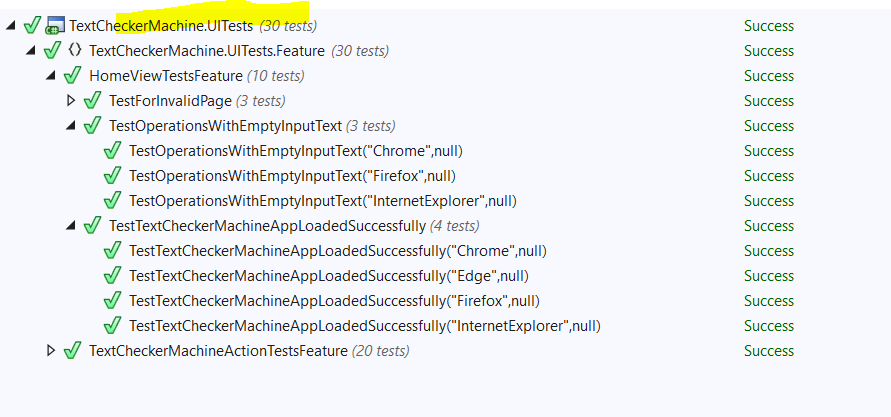 C# TextCheckerMachine.UITests (30 tests) Success
TextCheckerMachine.UITests.Feature (30 tests) Success
HomeViewTestsFeature (10 tests) Success
TestForInvalidPage (3 tests) Success
TestOperationsWithEmptyInputText (3 tests) Success
TestOperationsWithEmptyInputText("Chrome",null) Success
TestOperationsWithEmptyInputText("Firefox",null) Success
TestOperationsWithEmptyInputText("InternetExplorer",null) Success
TestTextCheckerMachineAppLoadedSuccessfully (4 tests) Success
TestTextCheckerMachineAppLoadedSuccessfully("Chrome",null) Success
TestTextCheckerMachineAppLoadedSuccessfully("Edge",null) Success
TestTextCheckerMachineAppLoadedSuccessfully("Firefox",null) Success
TestTextCheckerMachineAppLoadedSuccessfully("InternetExplorer",null) Success
TextCheckerMachineActionTestsFeature (20 tests) Success